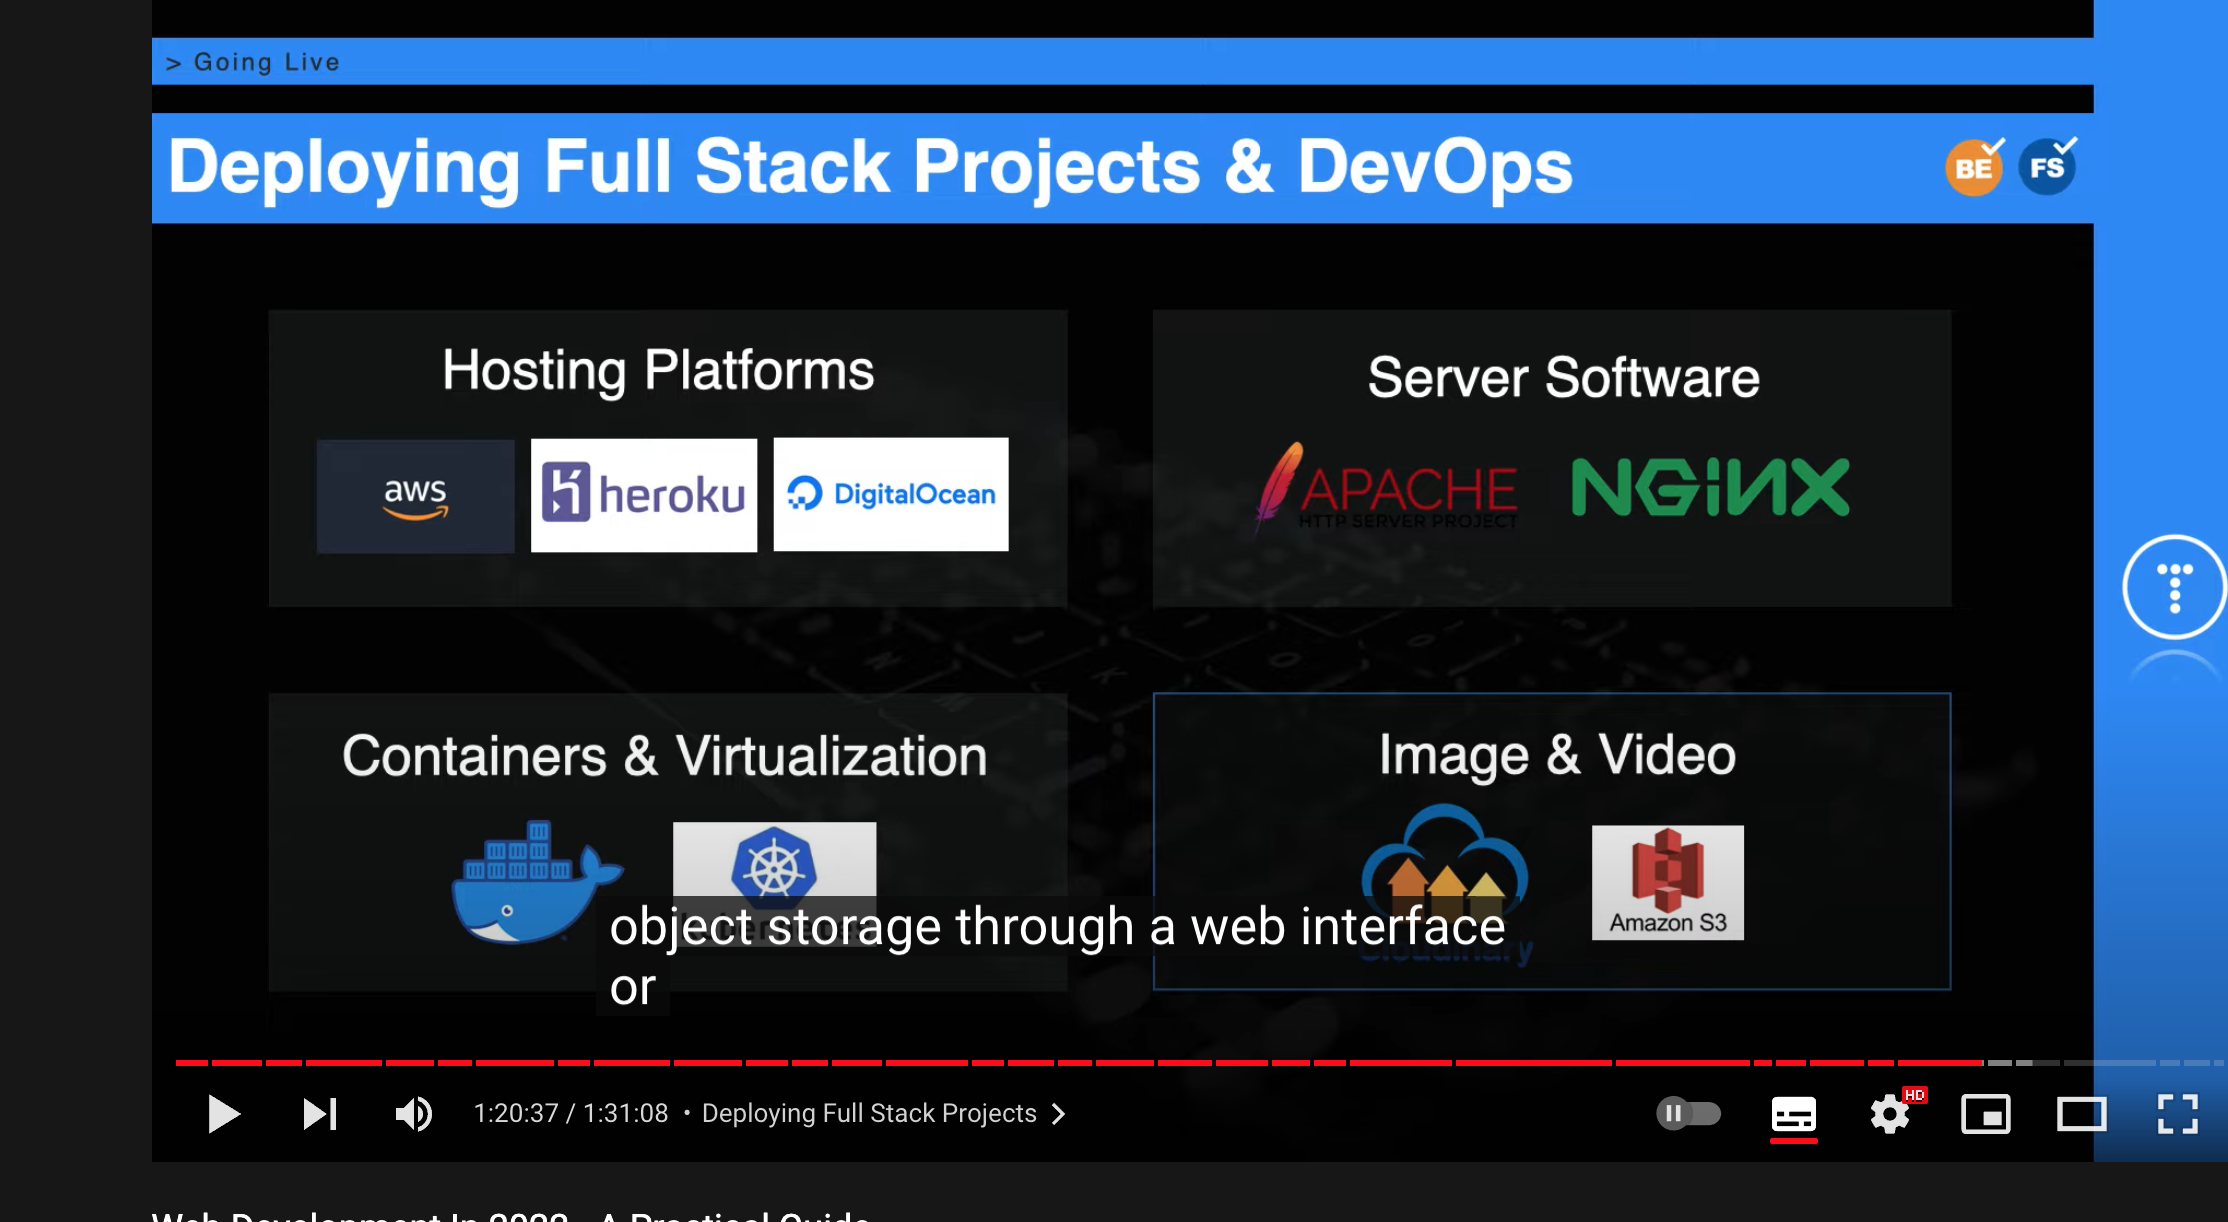 > Going Live
Deploying Full Stack Projects & DevOps
BE
FS
Hosting Platforms
aws
heroku
DigitalOcean
Server Software
APACHE
HTTP SERVER PROJECT
NGiNX
Containers & Virtualization
Image & Video
Cloudinary
Amazon S3
object storage through a web interface
or
1:20:37 / 1:31:08 • Deploying Full Stack Projects
HD